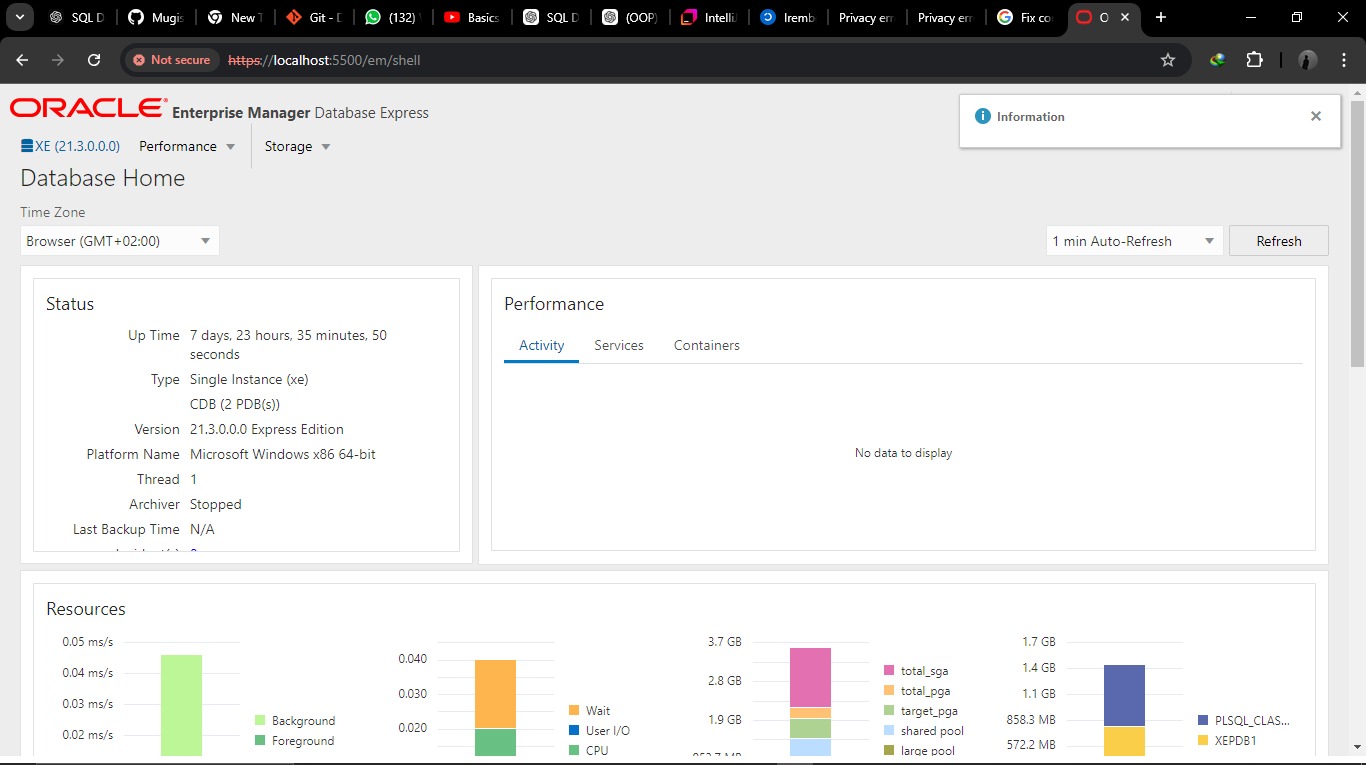 SQL D
Mugis
New T
Git - D
(132)
Basics
SQL D
(OOP)
Intelli
Iremb
Privacy err
Privacy err
Fix co
O
Not secure
https://localhost:5500/em/shell
ORACLE Enterprise Manager Database Express
Information
XE (21.3.0.0.0)
Performance
Storage
Database Home
Time Zone
Browser (GMT+02:00)
1 min Auto-Refresh
Refresh
Status
Up Time 7 days, 23 hours, 35 minutes, 50
seconds
Type Single Instance (xe)
CDB (2 PDB(s))
Version 21.3.0.0.0 Express Edition
Platform Name Microsoft Windows x86 64-bit
Thread 1
Archiver Stopped
Last Backup Time N/A
Performance
Activity
Services
Containers
No data to display
Resources
0.05 ms/s
0.04 ms/s
0.03 ms/s
0.02 ms/s
Background
Foreground
0.040
0.030
0.020
Wait
User I/O
CPU
3.7 GB
2.8 GB
1.9 GB
total_sga
total_pga
target_pga
shared pool
large pool
1.7 GB
1.4 GB
1.1 GB
858.3 MB
572.2 MB
PLSQL_CLAS...
XEPDB1